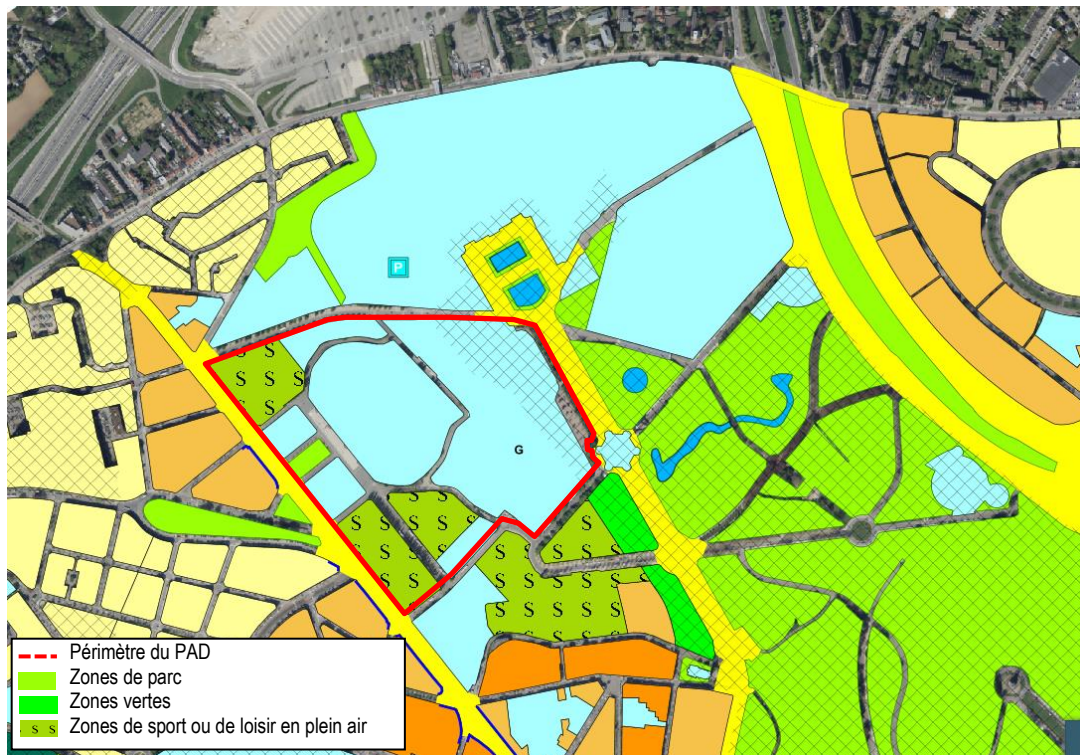 P
S S
S S S
S S
G
S S
S S S S S
S S S S S S
S S S S S S
S S S S
S S S S
Périmètre du PAD
Zones de parc
Zones vertes
S S S Zones de sport ou de loisir en plein air